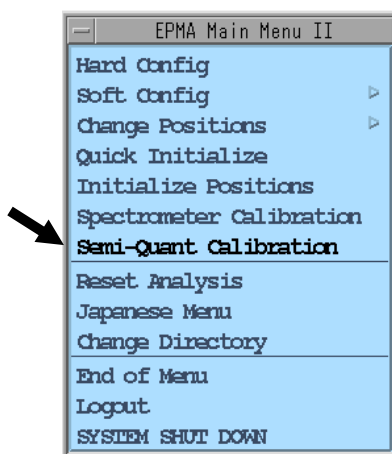 EPMA Main Menu II
Hard Config
Soft Config
Change Positions
Quick Initialize
Initialize Positions
Spectrometer Calibration
Semi-Quant Calibration
Reset Analysis
Japanese Menu
Change Directory
End of Menu
Logout
SYSTEM SHUT DOWN